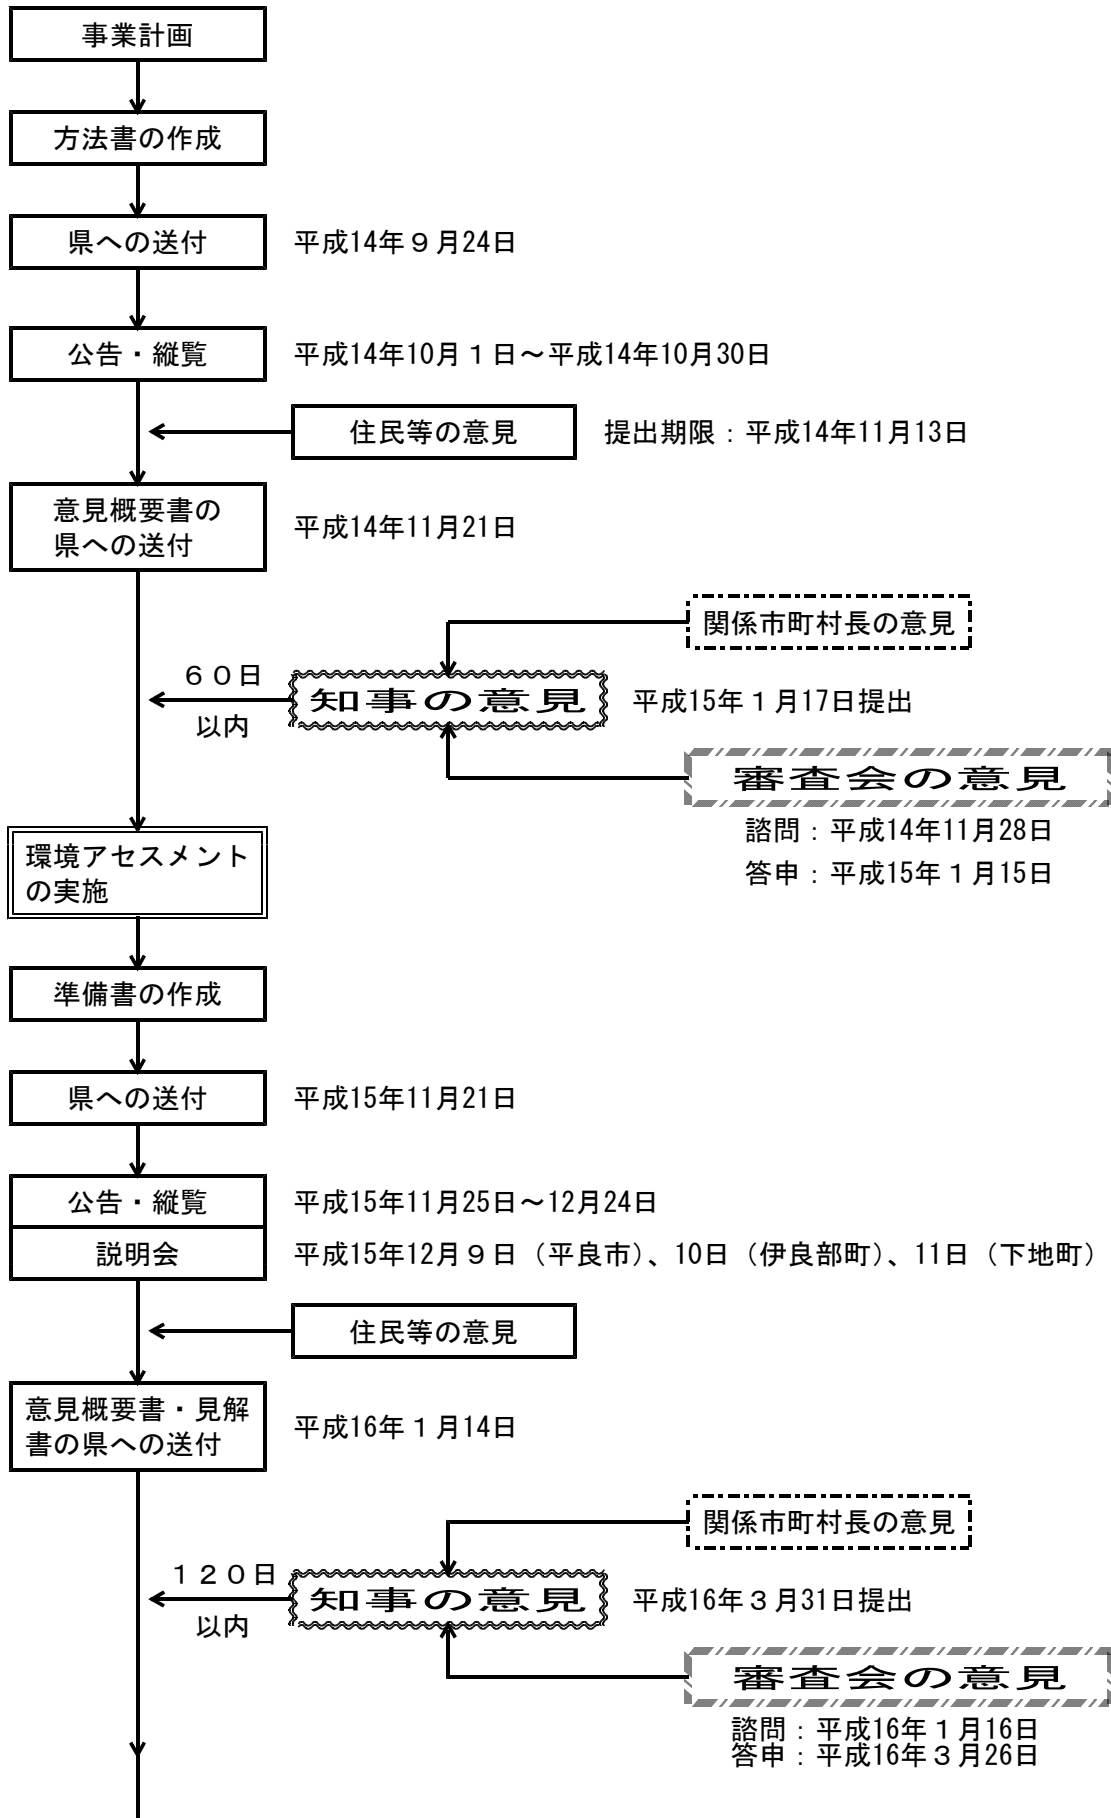 事業計画
方法書の作成
県への送付　平成14年９月24日
公告・縦覧　平成14年10月１日～平成14年10月30日
住民等の意見　提出期限：平成14年11月13日
意見概要書の
県への送付
平成14年11月21日
関係市町村長の意見
６０日
以内
知事の意見　平成15年１月17日提出
審査会の意見
諮問：平成14年11月28日
答申：平成15年１月15日
環境アセスメント
の実施
準備書の作成
県への送付　平成15年11月21日
公告・縦覧　平成15年11月25日～12月24日
説明会　平成15年12月９日（平良市）、10日（伊良部町）、11日（下地町）
住民等の意見
意見概要書・見解
書の県への送付
平成16年１月14日
関係市町村長の意見
１２０日
以内
知事の意見　平成16年３月31日提出
審査会の意見
諮問：平成16年１月16日
答申：平成16年３月26日